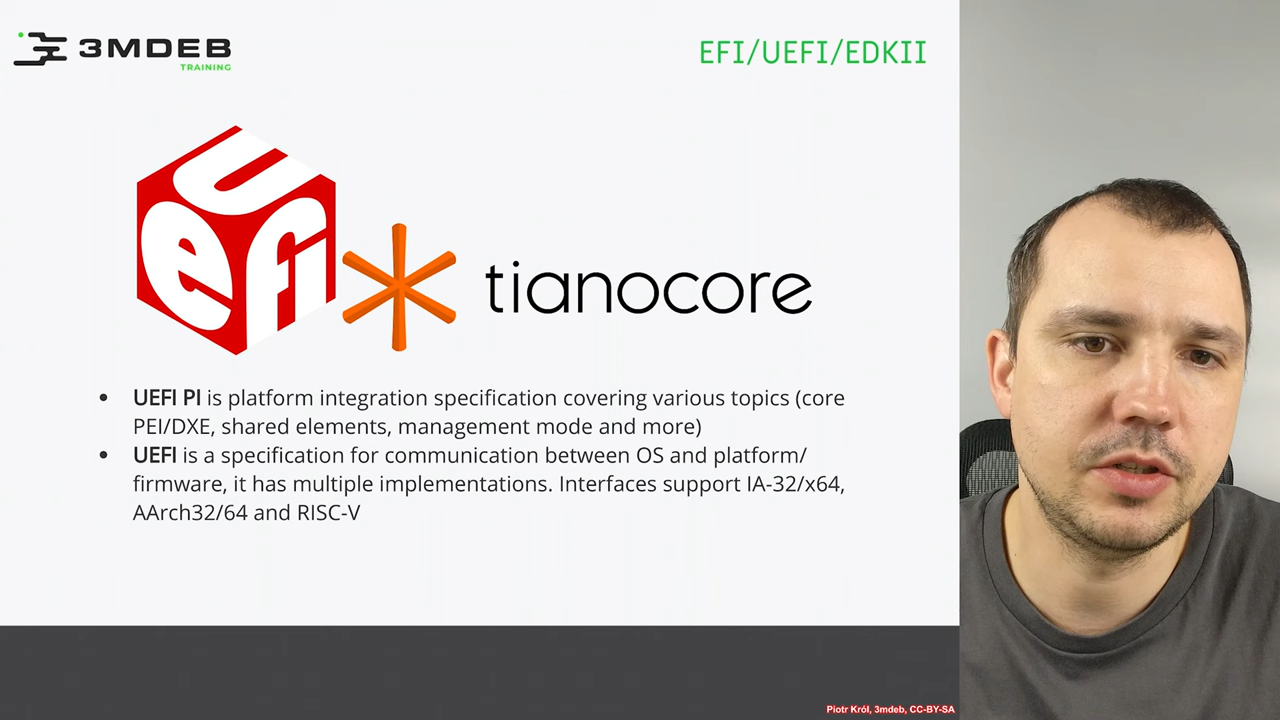 3MDEB
TRAINING
EFI/UEFI/EDKII
uefi
tianocore
• UEFI PI is platform integration specification covering various topics (core
PEI/DXE, shared elements, management mode and more)
• UEFI is a specification for communication between OS and platform/
firmware, it has multiple implementations. Interfaces support IA-32/x64,
AArch32/64 and RISC-V
Piotr Król, 3mdeb, CC-BY-SA